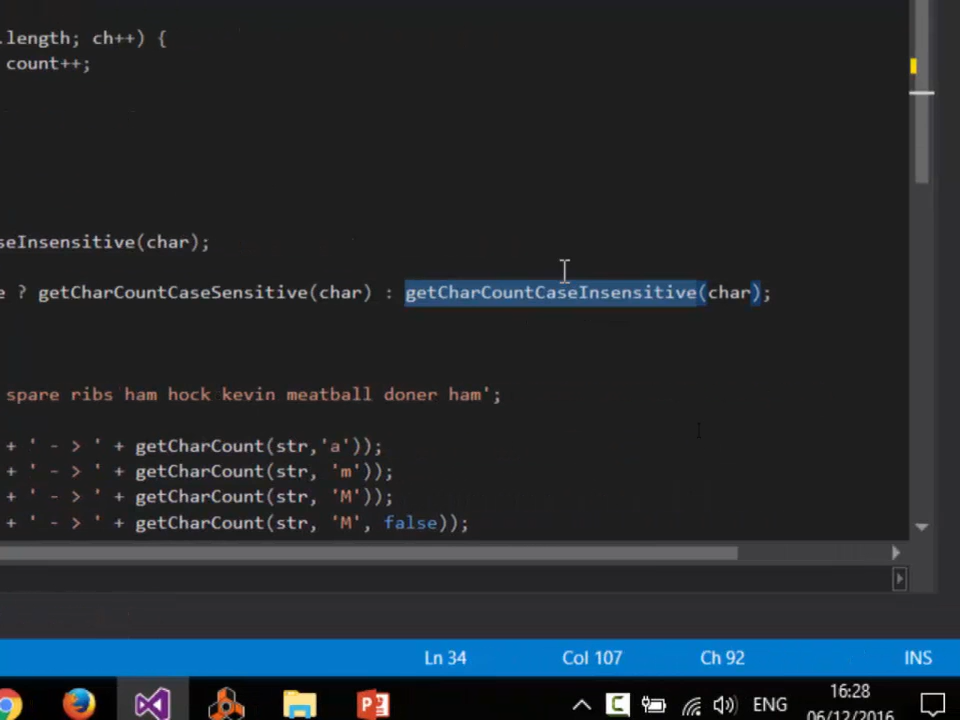 .length; ch++) {
count++;
seInsensitive(char);
e ? getCharCountCaseSensitive(char) : getCharCountCaseInsensitive(char);
spare ribs ham hock kevin meatball doner ham';
+ ' - > ' + getCharCount(str,'a'));
+ ' - > ' + getCharCount(str, 'm'));
+ ' - > ' + getCharCount(str, 'M'));
+ ' - > ' + getCharCount(str, 'M', false));
Ln 34 Col 107 Ch 92 INS
ENG 16:28
06/12/2016